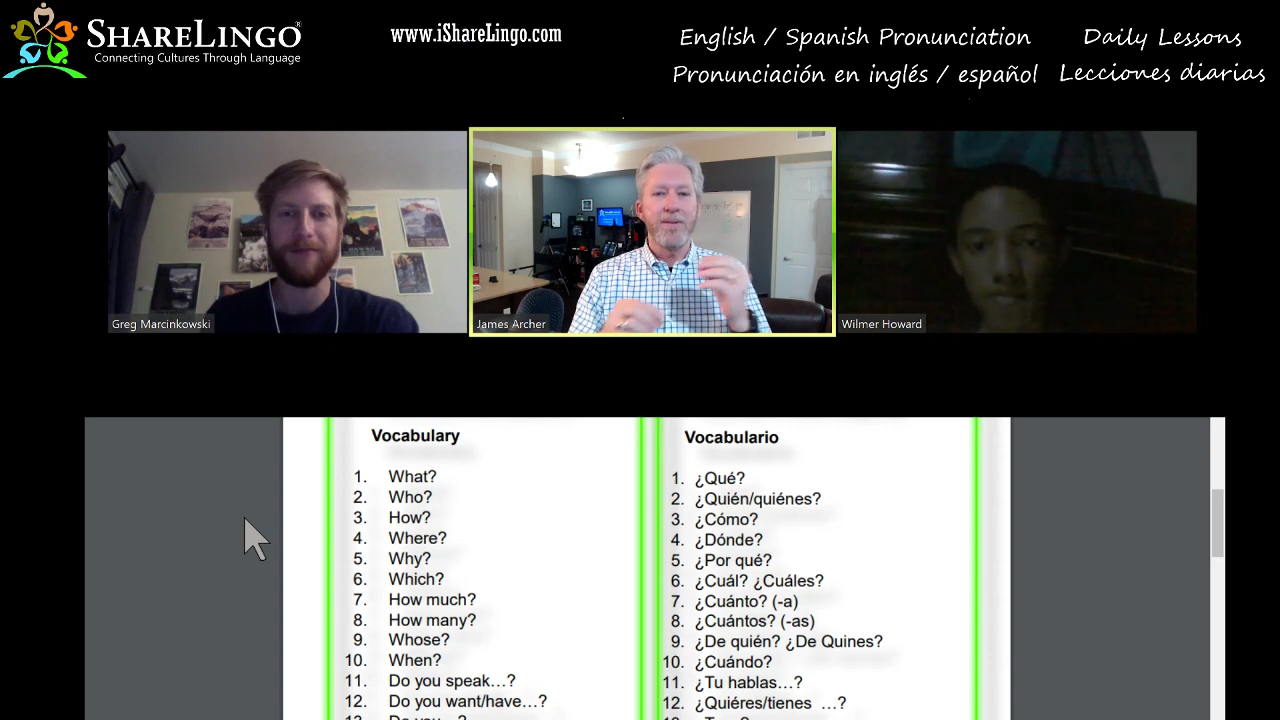 SHARELINGO®
Connecting Cultures Through Language
www.iShareLingo.com
English / Spanish Pronunciation
Pronunciación en inglés / español
Daily Lessons
Lecciones diarias
Greg Marcinkowski
James Archer
Wilmer Howard
Vocabulary
1. What?
2. Who?
3. How?
4. Where?
5. Why?
6. Which?
7. How much?
8. How many?
9. Whose?
10. When?
11. Do you speak…?
12. Do you want/have…?
Vocabulario
1. ¿Qué?
2. ¿Quién/quiénes?
3. ¿Cómo?
4. ¿Dónde?
5. ¿Por qué?
6. ¿Cuál? ¿Cuáles?
7. ¿Cuánto? (-a)
8. ¿Cuántos? (-as)
9. ¿De quién? ¿De Quines?
10. ¿Cuándo?
11. ¿Tu hablas…?
12. ¿Quiéres/tienes …?